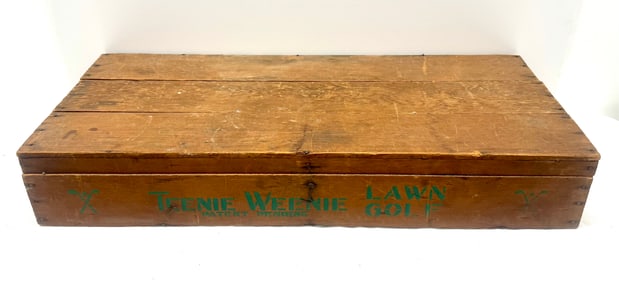 TEENIE WEENIE LAWN
PATENT PENDING GOLF